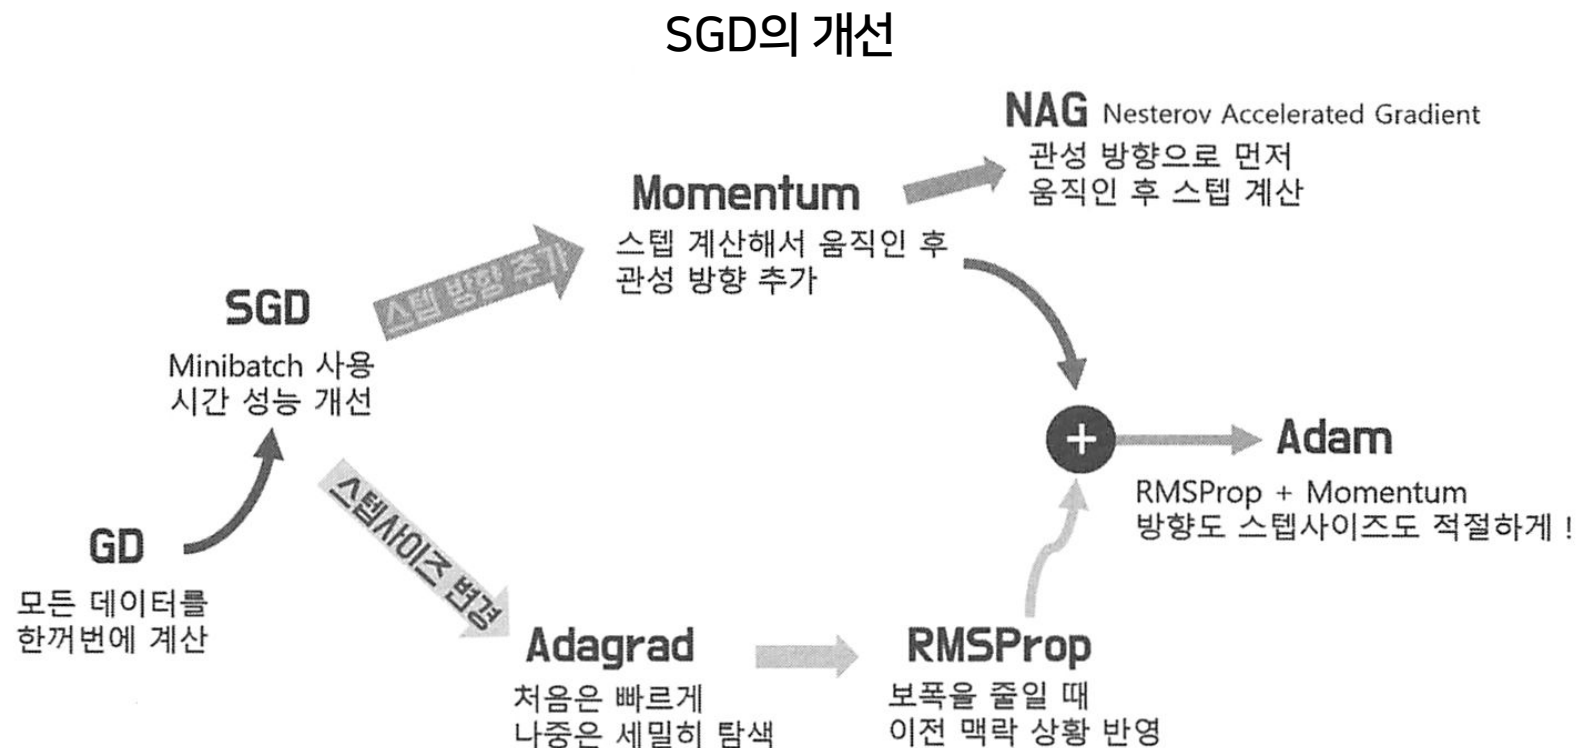 SGD의 개선
NAG Nesterov Accelerated Gradient
관성 방향으로 먼저
움직인 후 스텝 계산
Momentum
스텝 계산해서 움직인 후
관성 방향 추가
스텝 방향 추가
SGD
Minibatch 사용
시간 성능 개선
GD
모든 데이터를
한꺼번에 계산
스텝사이즈 변경
Adagrad
처음은 빠르게
나중은 세밀히 탐색
RMSProp
보폭을 줄일 때
이전 맥락 상황 반영
+
Adam
RMSProp + Momentum
방향도 스텝사이즈도 적절하게 !